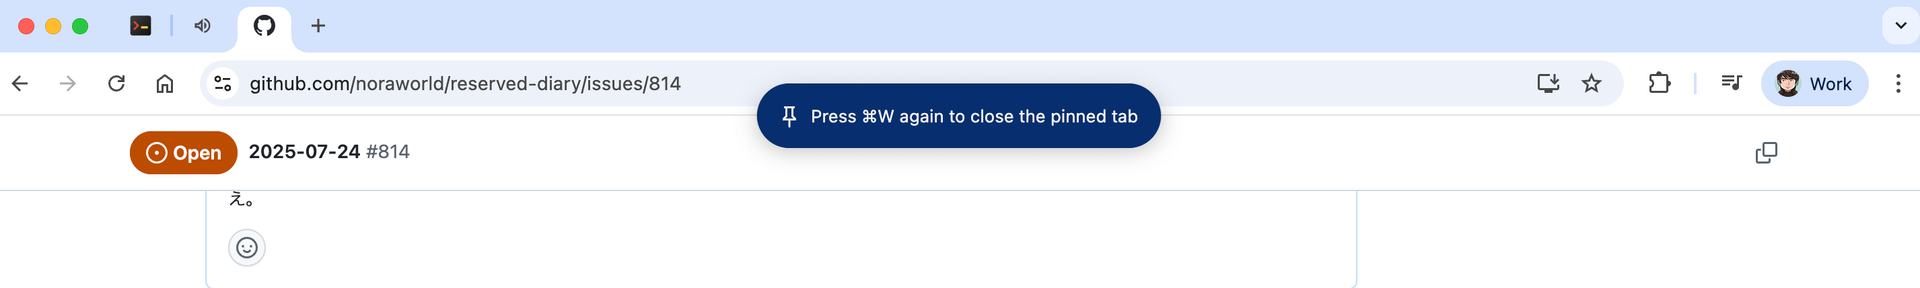 github.com/noraworld/reserved-diary/issues/814
Work
Press ⌘W again to close the pinned tab
Open
2025-07-24 #814
え。